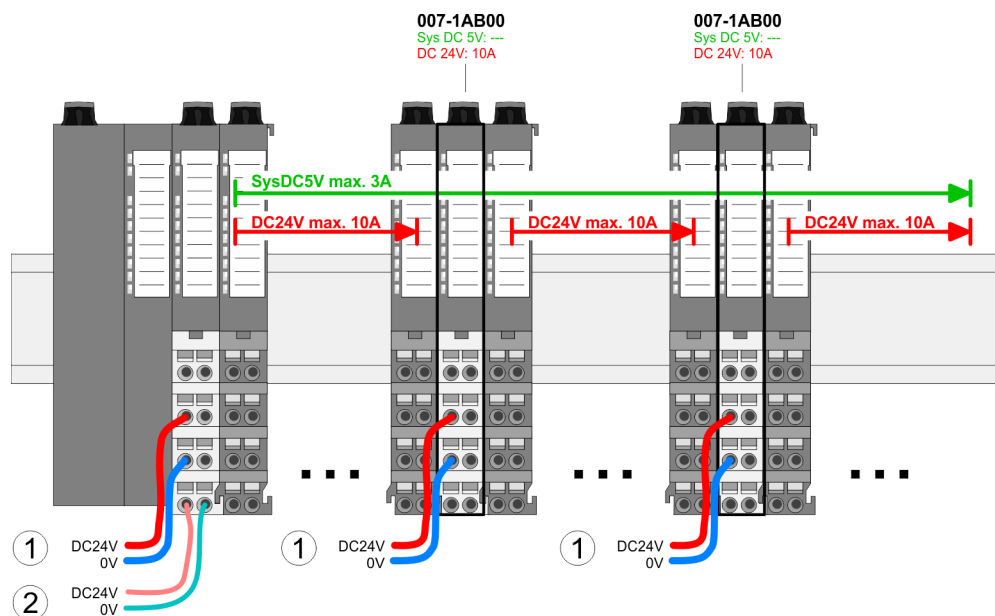 007-1AB00
Sys DC 5V: ---
DC 24V: 10A
007-1AB00
Sys DC 5V: ---
DC 24V: 10A
SysDC5V max. 3A
DC24V max. 10A
DC24V max. 10A
DC24V max. 10A
1
DC24V
0V
1
DC24V
0V
1
DC24V
0V
2
DC24V
0V